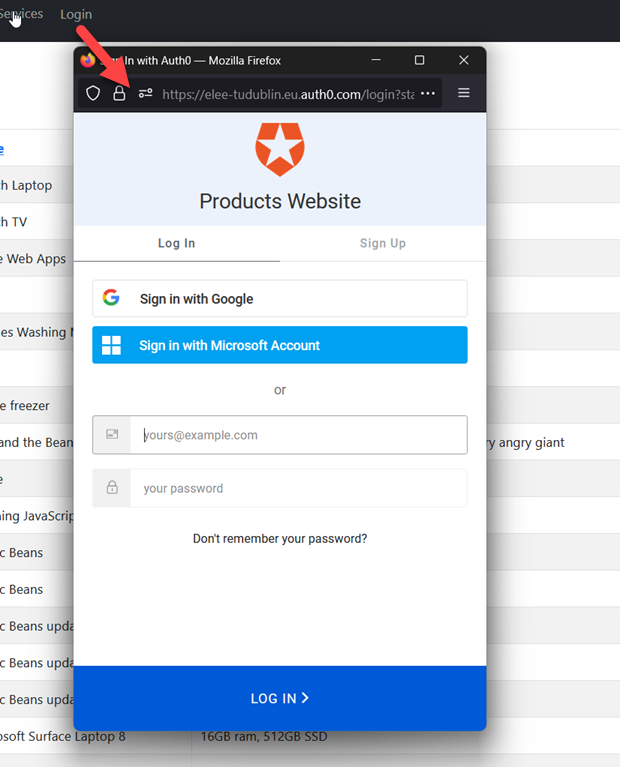 Services Login
Sign In with Auth0 — Mozilla Firefox
https://elee-tudublin.eu.auth0.com/login?sta
Products Website
Log In Sign Up
Sign in with Google
Sign in with Microsoft Account
or
yours@example.com
your password
Don't remember your password?
LOG IN
e
ch Laptop
ch TV
e Web Apps
es Washing M
e freezer
and the Bean
ry angry giant
e
ning JavaScrip
c Beans
c Beans
c Beans upda
c Beans upda
c Beans upda
osoft Surface Laptop 8 16GB ram, 512GB SSD